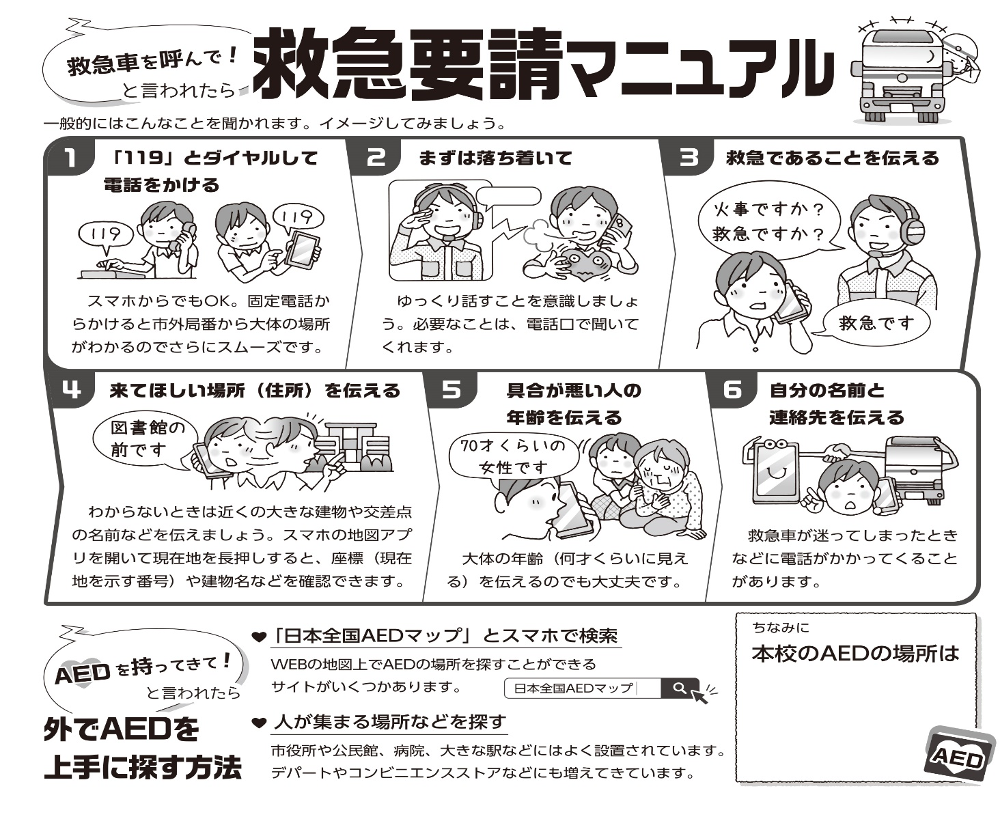 救急車を呼んで！
と言われたら
救急要請マニュアル
一般的にはこんなことを聞かれます。イメージしてみましょう。
1
「119」とダイヤルして
電話をかける
119
119
スマホからでもOK。固定電話か
らかけると市外局番から大体の場所
がわかるのでさらにスムーズです。
2
まずは落ち着いて
ゆっくり話すことを意識しましょ
う。必要なことは、電話口で聞いて
くれます。
3
救急であることを伝える
火事ですか？
救急ですか？
救急です
4
来てほしい場所（住所）を伝える
図書館の
前です
わからないときは近くの大きな建物や交差点
の名前などを伝えましょう。スマホの地図アプ
リを開いて現在地を長押しすると、座標（現在
地を示す番号）や建物名などを確認できます。
5
具合が悪い人の
年齢を伝える
70才くらいの
女性です
大体の年齢（何才くらいに見え
る）を伝えるのでも大丈夫です。
6
自分の名前と
連絡先を伝える
救急車が迷ってしまったとき
などに電話がかかってくること
があります。
AEDを持ってきて！
と言われたら
外でAEDを
上手に探す方法
「日本全国AEDマップ」とスマホで検索
WEBの地図上でAEDの場所を探すことができる
サイトがいくつかあります。
日本全国AEDマップ
人が集まる場所などを探す
市役所や公民館、病院、大きな駅などにはよく設置されています。
デパートやコンビニエンスストアなどにも増えてきています。
ちなみに
本校のAEDの場所は
AED